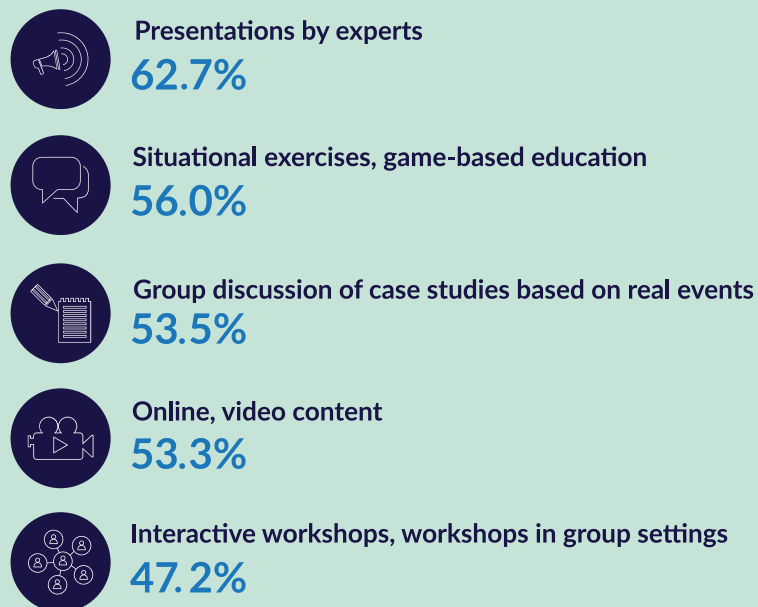 Presentations by experts
62.7%
Situational exercises, game-based education
56.0%
Group discussion of case studies based on real events
53.5%
Online, video content
53.3%
Interactive workshops, workshops in group settings
47.2%